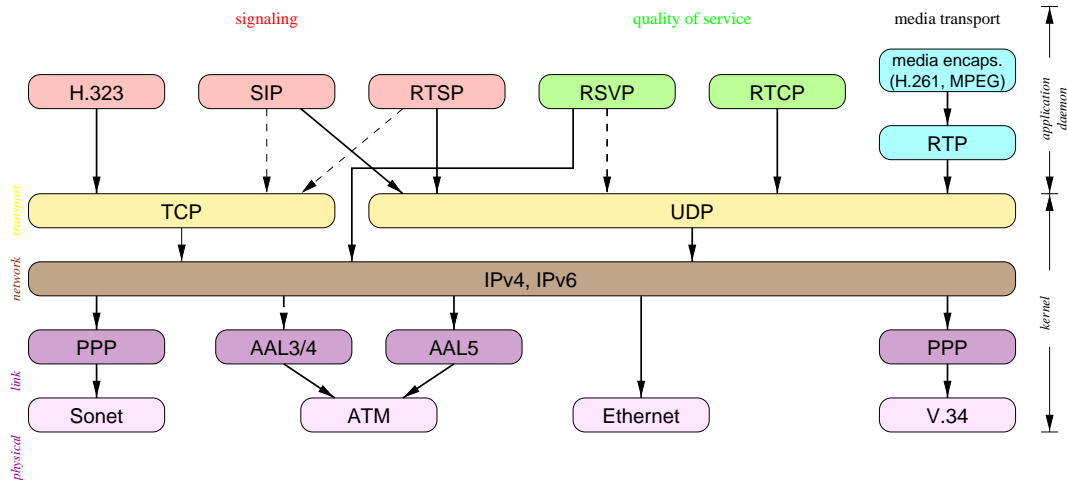 signaling
quality of service
media transport
media encaps.
(H.261, MPEG)
H.323
SIP
RTSP
RSVP
RTCP
application
daemon
RTP
transport
TCP
UDP
network
IPv4, IPv6
kernel
PPP
AAL3/4
AAL5
PPP
link
Sonet
ATM
Ethernet
V.34
physical